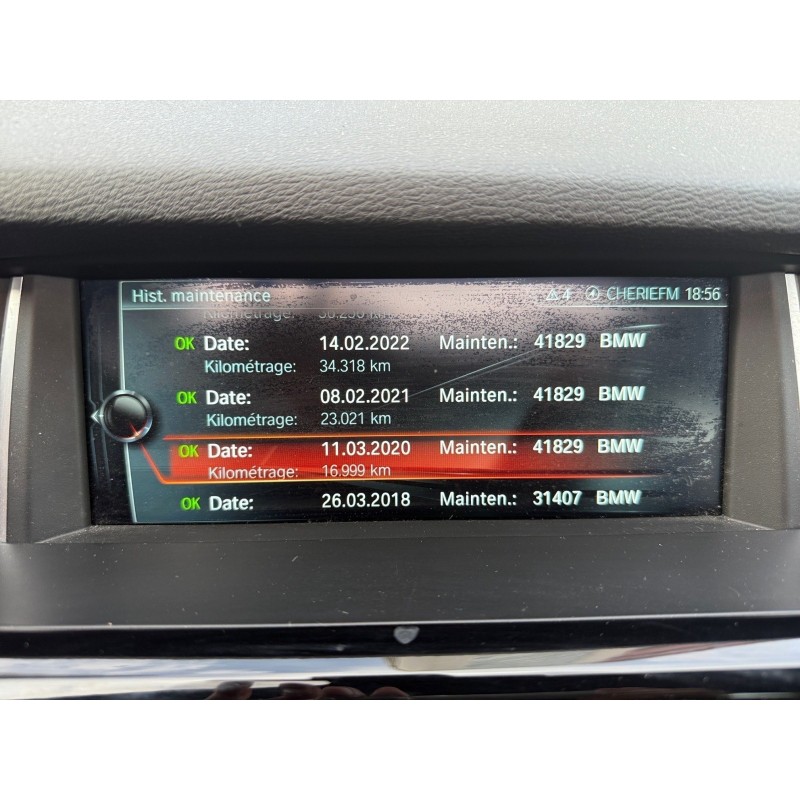 Hist. maintenance
4 CHERIEFM 18:56
OK Date: 14.02.2022 Mainten.: 41829 BMW
Kilométrage: 34.318 km
OK Date: 08.02.2021 Mainten.: 41829 BMW
Kilométrage: 23.021 km
OK Date: 11.03.2020 Mainten.: 41829 BMW
Kilométrage: 16.999 km
OK Date: 26.03.2018 Mainten.: 31407 BMW